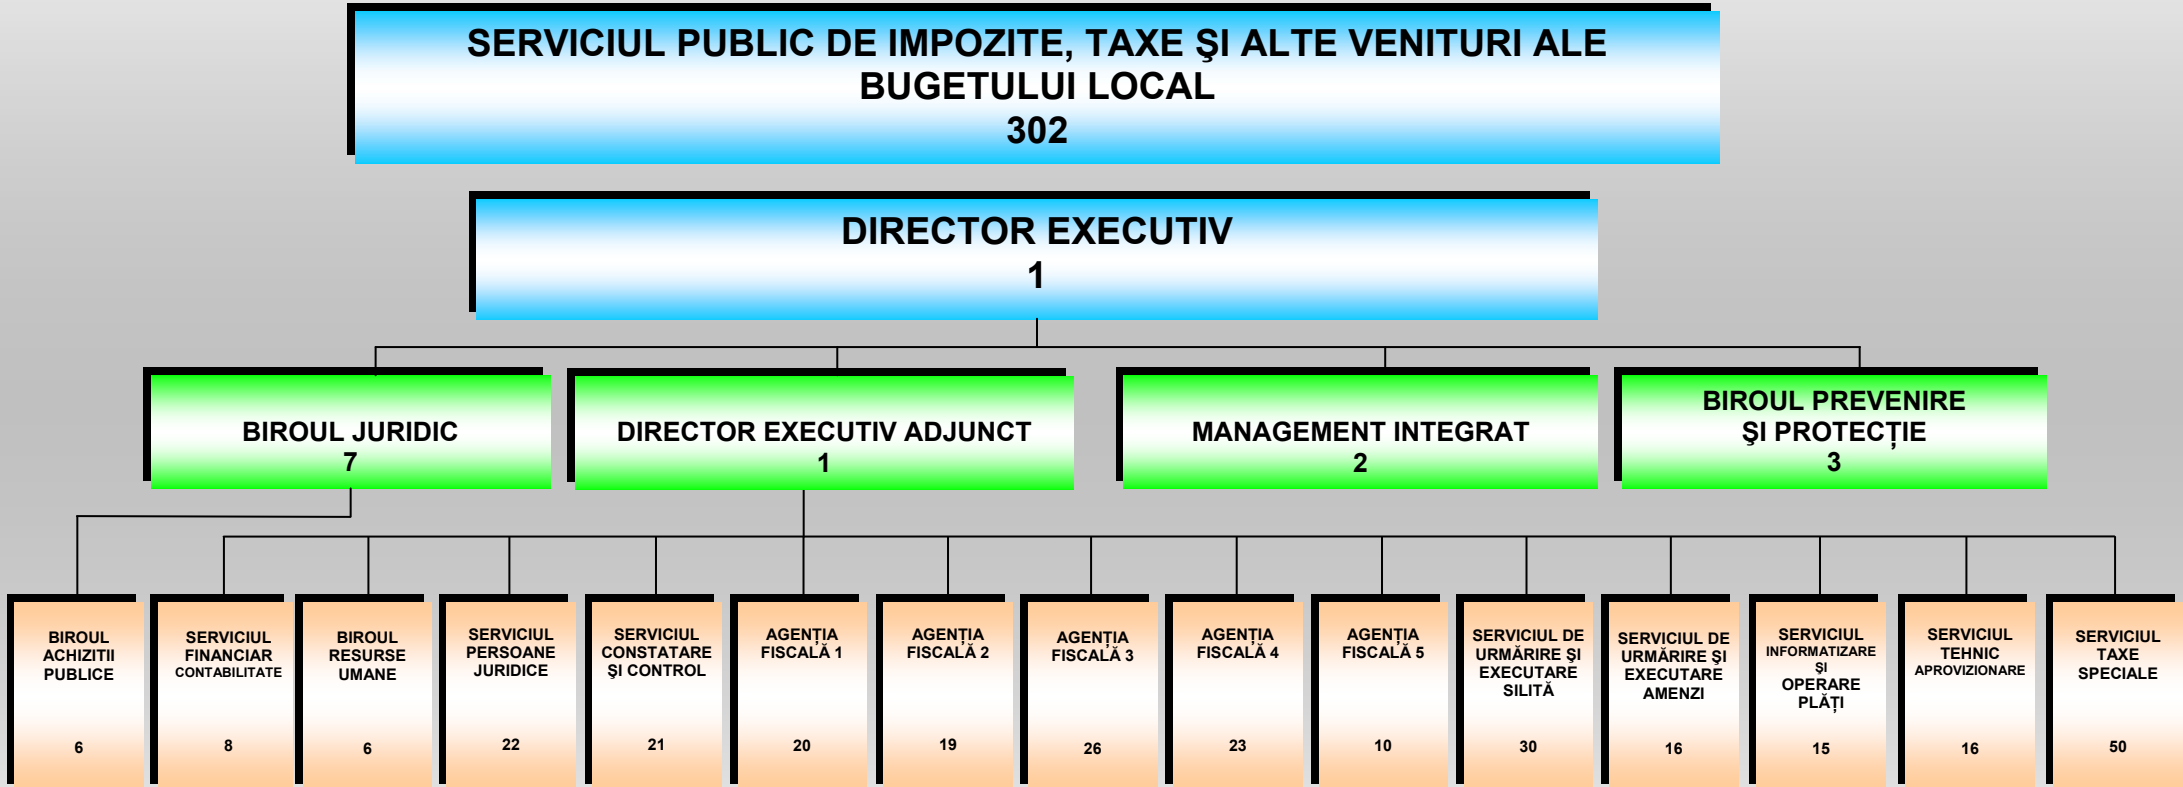 SERVICIUL PUBLIC DE IMPOZITE, TAXE ŞI ALTE VENITURI ALE
BUGETULUI LOCAL
302
DIRECTOR EXECUTIV
1
BIROUL JURIDIC
7
DIRECTOR EXECUTIV ADJUNCT
1
MANAGEMENT INTEGRAT
2
BIROUL PREVENIRE
ŞI PROTECȚIE
3
BIROUL
ACHIZITII
PUBLICE
6
SERVICIUL
FINANCIAR
CONTABILITATE
8
BIROUL
RESURSE
UMANE
6
SERVICIUL
PERSOANE
JURIDICE
22
SERVICIUL
CONSTATARE
ŞI CONTROL
21
AGENȚIA
FISCALĂ 1
20
AGENȚIA
FISCALĂ 2
19
AGENȚIA
FISCALĂ 3
26
AGENȚIA
FISCALĂ 4
23
AGENȚIA
FISCALĂ 5
10
SERVICIUL DE
URMĂRIRE ŞI
EXECUTARE
SILITĂ
30
SERVICIUL DE
URMĂRIRE ŞI
EXECUTARE
AMENZI
16
SERVICIUL
INFORMATIZARE
ŞI
OPERARE
PLĂȚI
15
SERVICIUL
TEHNIC
APROVIZIONARE
16
SERVICIUL
TAXE
SPECIALE
50